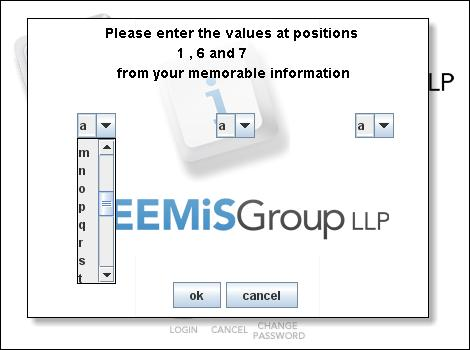 Please enter the values at positions
1 , 6 and 7
from your memorable information
LP
a a a
m
n
o
p
q
r
s
t
EEMiSGroup LLP
ok cancel
LOGIN CANCEL CHANGE PASSWORD